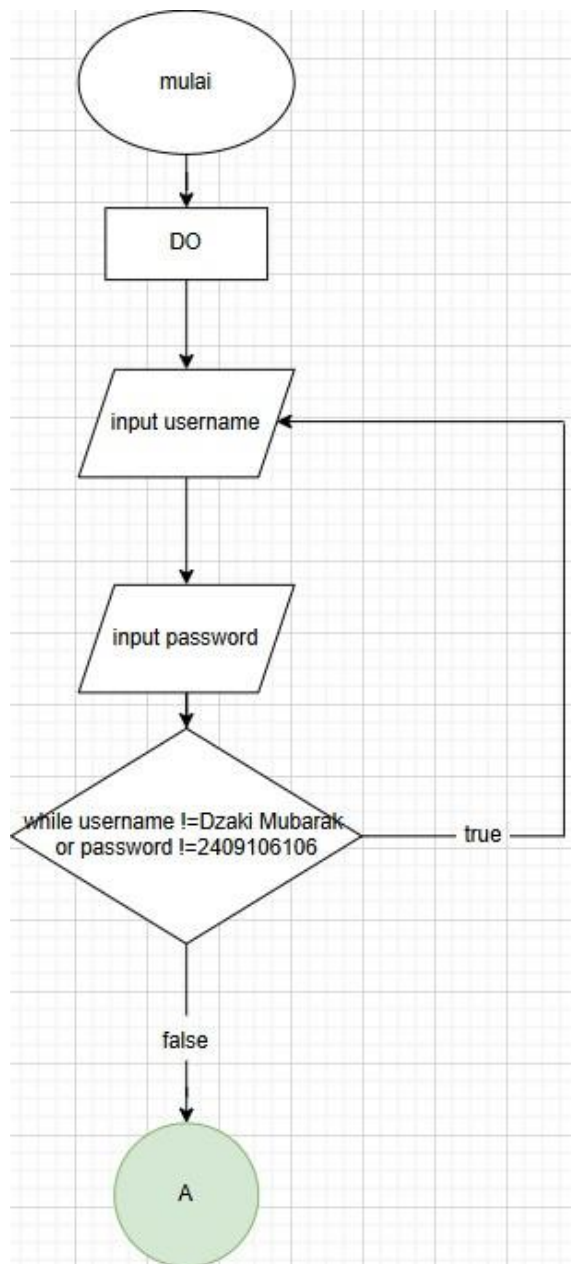 mulai
DO
input username
input password
while username !=Dzaki Mubarak
or password !=2409106106
true
false
A